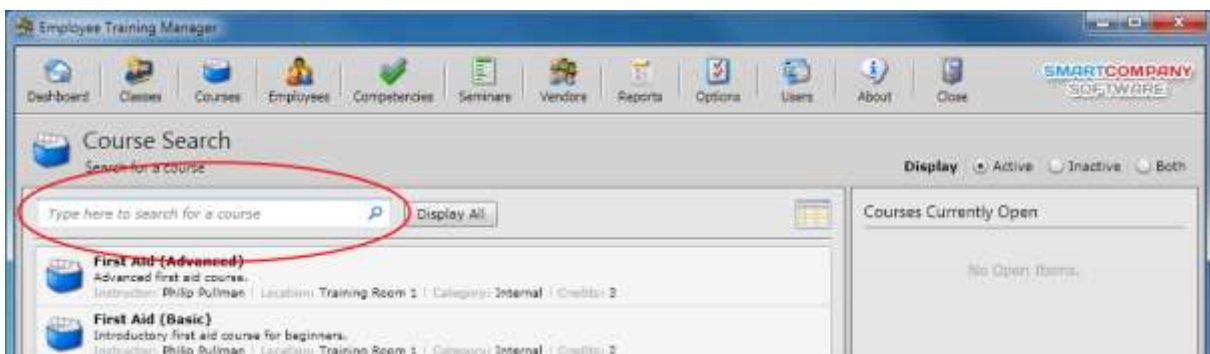 Employee Training Manager
Dashboard Classes Courses Employees Competencies Seminars Vendors Reports Options Users About Close
SMARTCOMPANY
SOFTWARE
Course Search
Search for a course
Display Active Inactive Both
Type here to search for a course Display All
Courses Currently Open
No Open Items.
First Aid (Advanced)
Advanced first aid course.
Instructor: Philip Pullman | Location: Training Room 1 | Category: Internal | Credits: 3
First Aid (Basic)
Introductory first aid course for beginners.
Instructor: Philip Pullman | Location: Training Room 1 | Category: Internal | Credits: 2